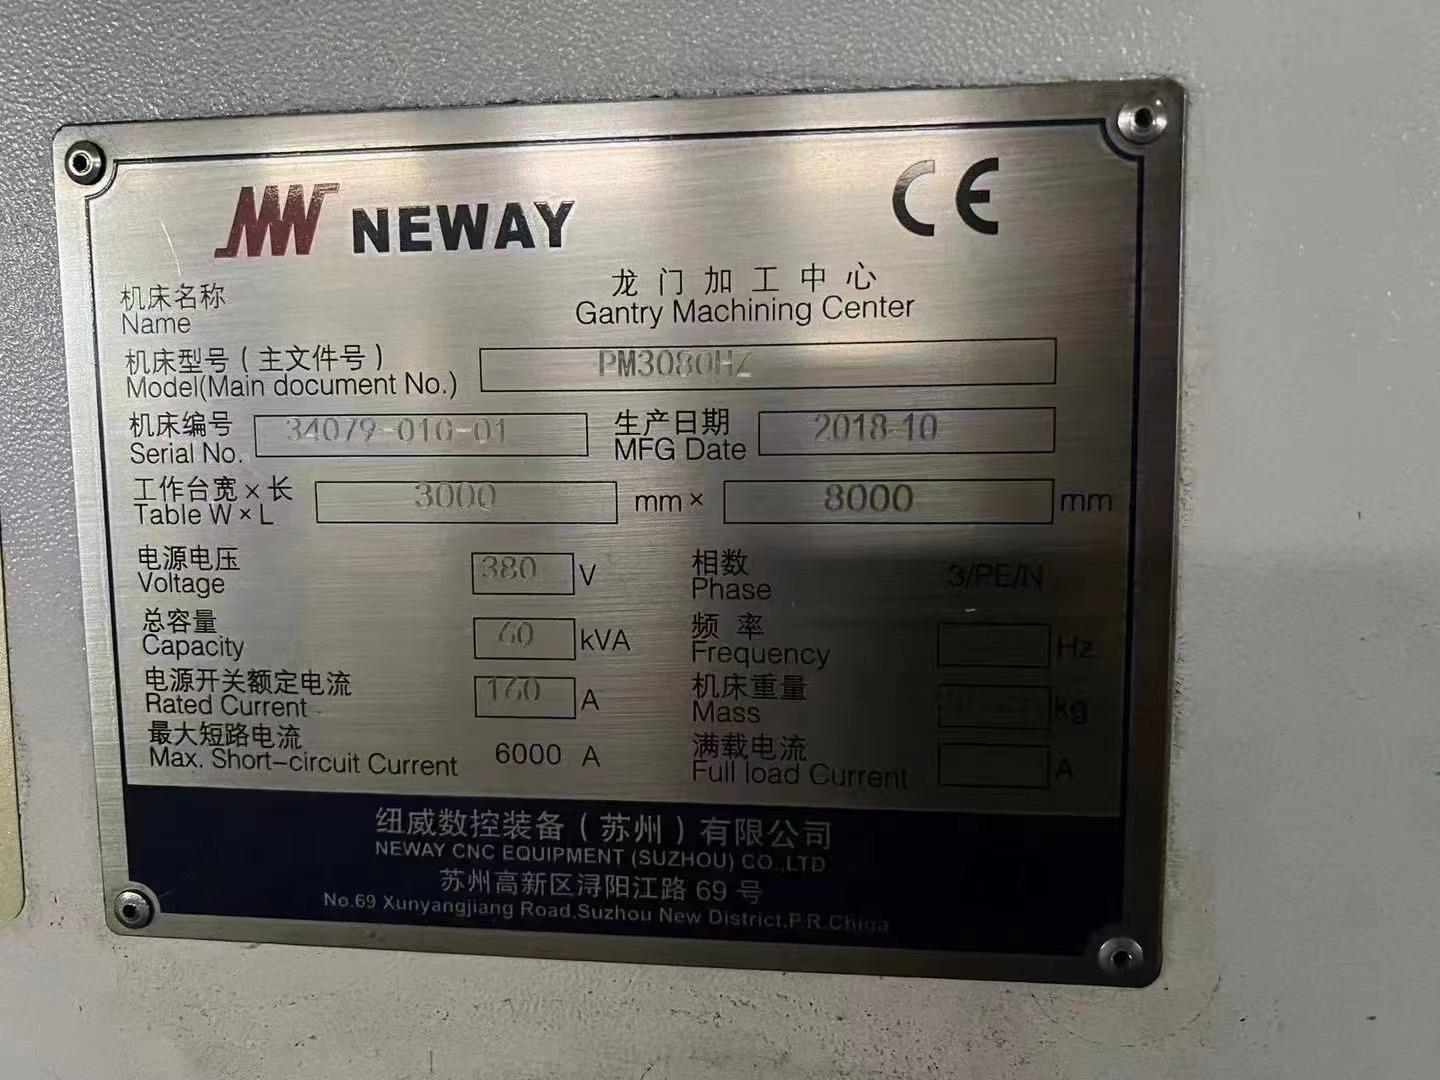 NEWAY CE
机床名称 龙门加工中心
Name Gantry Machining Center
机床型号(主文件号) PM3080HZ
Model(Main document No.)
机床编号 34079-010-01 生产日期 2018-10
Serial No. MFG Date
工作台宽×长 3000 mm× 8000 mm
Table W×L
电源电压 380 V 相数 3/PE/N
Voltage Phase
总容量 60 kVA 频率 Hz
Capacity Frequency
电源开关额定电流 160 A 机床重量 kg
Rated Current Mass
最大短路电流 6000 A 满载电流 A
Max. Short-circuit Current Full load Current
纽威数控装备(苏州)有限公司
NEWAY CNC EQUIPMENT (SUZHOU) CO.,LTD
苏州高新区浔阳江路 69 号
No.69 Xunyangjiang Road,Suzhou New District,P.R.China